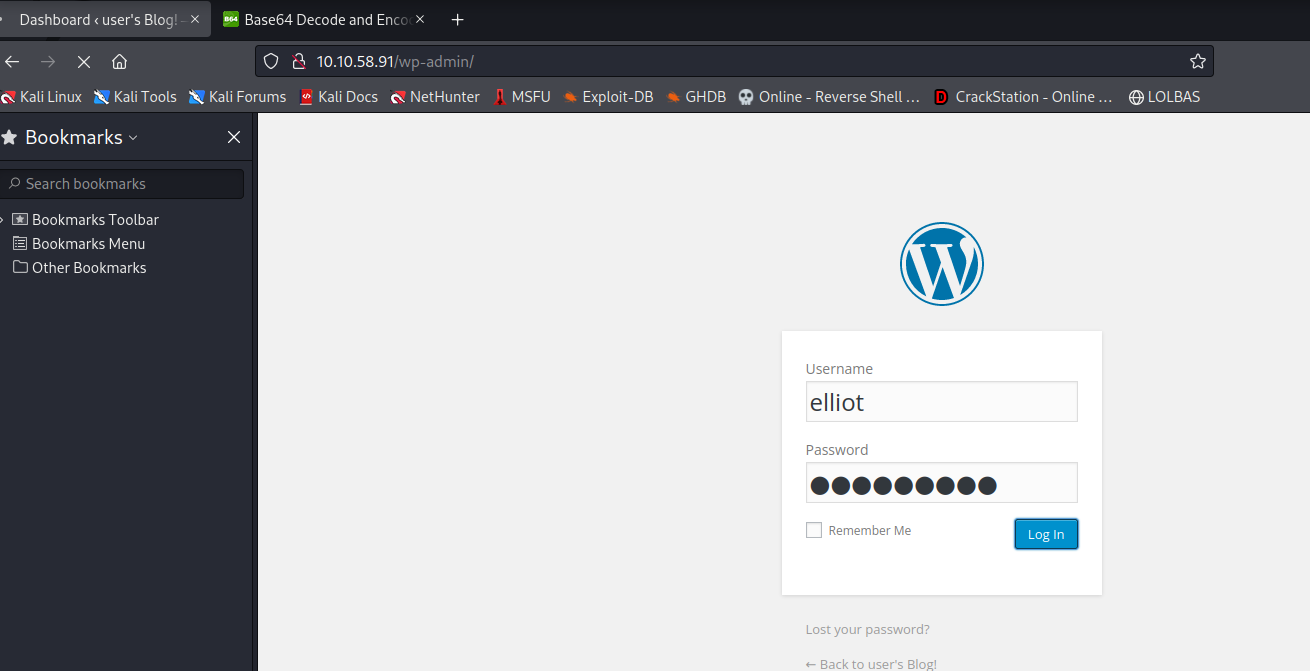 Dashboard ‹ user's Blog! –
Base64 Decode and Enco
10.10.58.91/wp-admin/
Kali Linux Kali Tools Kali Forums Kali Docs NetHunter MSFU Exploit-DB GHDB Online - Reverse Shell ... CrackStation - Online ... LOLBAS
Bookmarks
Search bookmarks
Bookmarks Toolbar
Bookmarks Menu
Other Bookmarks
Username
elliot
Password
Remember Me
Log In
Lost your password?
← Back to user's Blog!